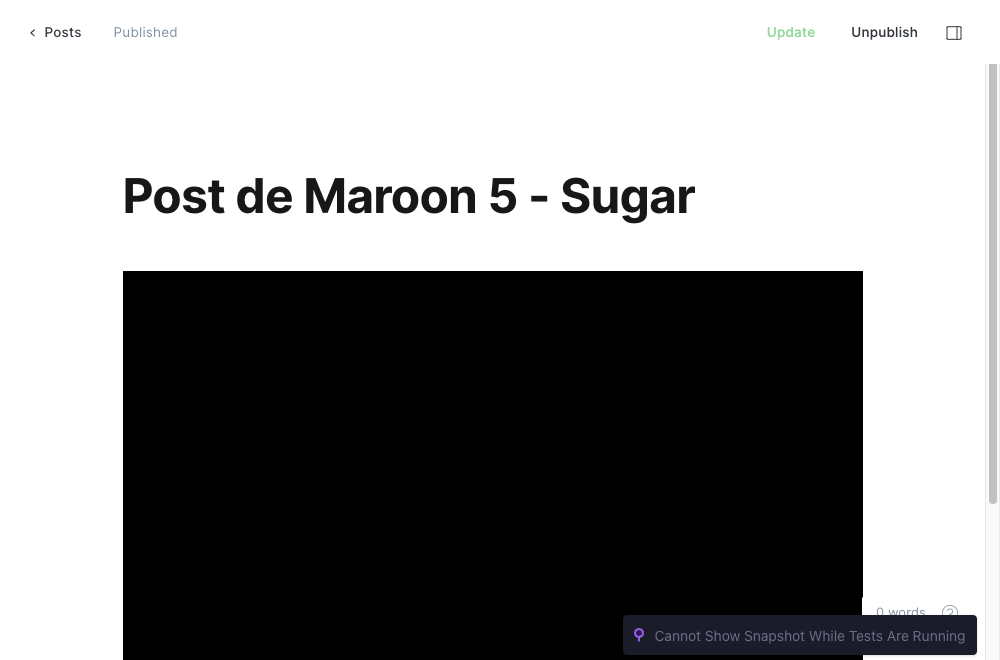 Posts
Published
Update
Unpublish
Post de Maroon 5 - Sugar
0 words
Cannot Show Snapshot While Tests Are Running